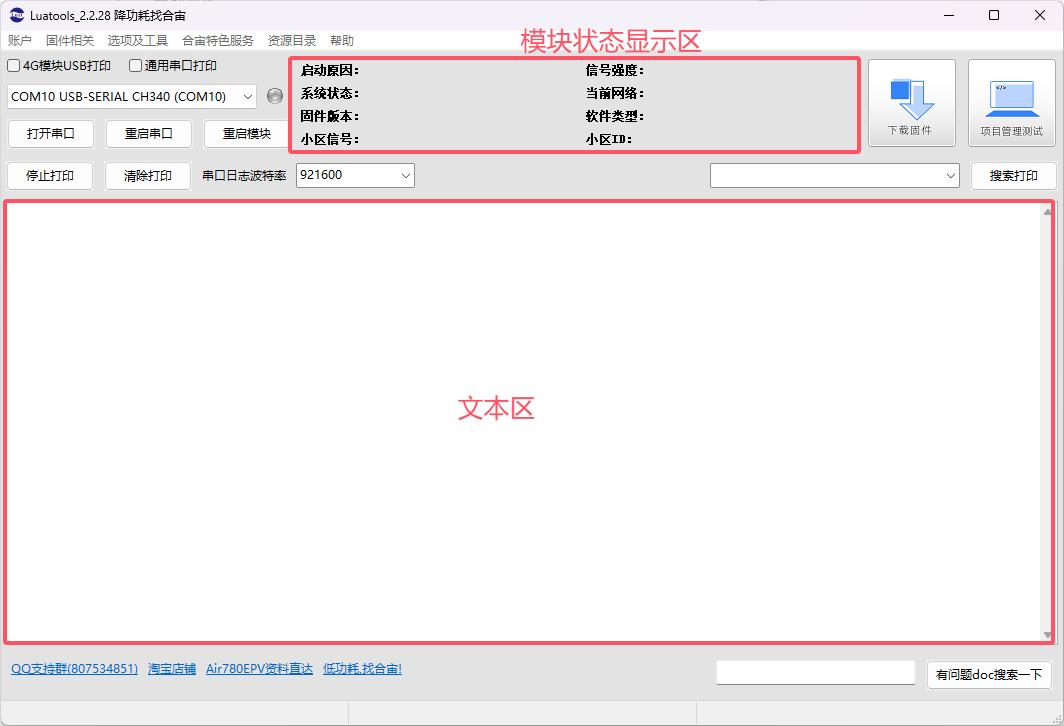 Luatools_2.2.28 降功耗找合宙
账户 固件相关 选项及工具 合宙特色服务 资源目录 帮助
模块状态显示区
4G模块USB打印 通用串口打印
COM10 USB-SERIAL CH340 (COM10)
打开串口 重启串口 重启模块
启动原因: 信号强度:
系统状态: 当前网络:
固件版本: 软件类型:
小区信号: 小区ID:
下载固件 项目管理测试
停止打印 清除打印 串口日志波特率 921600 搜索打印
文本区
QQ支持群(807534851) 淘宝店铺 Air780EPV资料直达 低功耗,找合宙! 有问题doc搜索一下